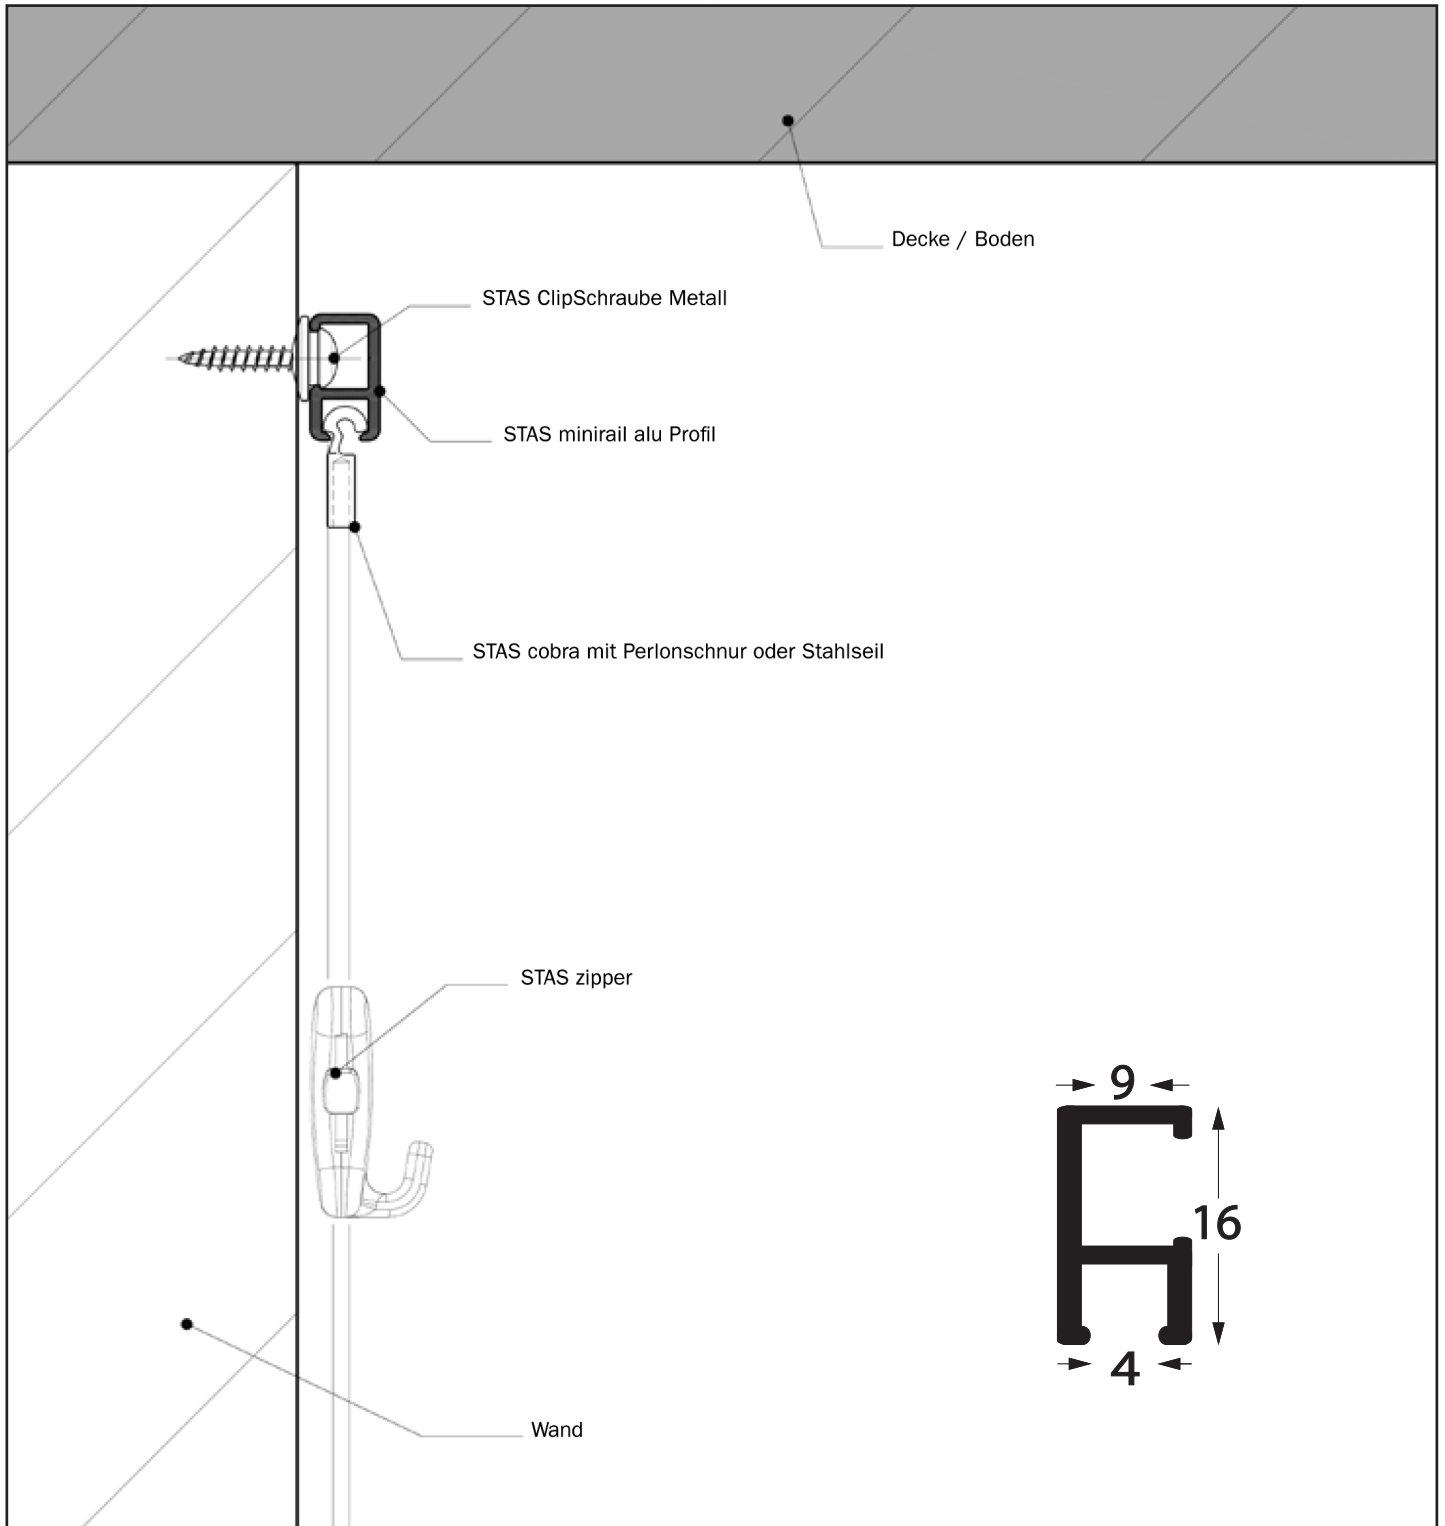 Decke / Boden
STAS ClipSchraube Metall
STAS minirail alu Profil
STAS cobra mit Perlonschnur oder Stahlseil
STAS zipper
9
16
4
Wand